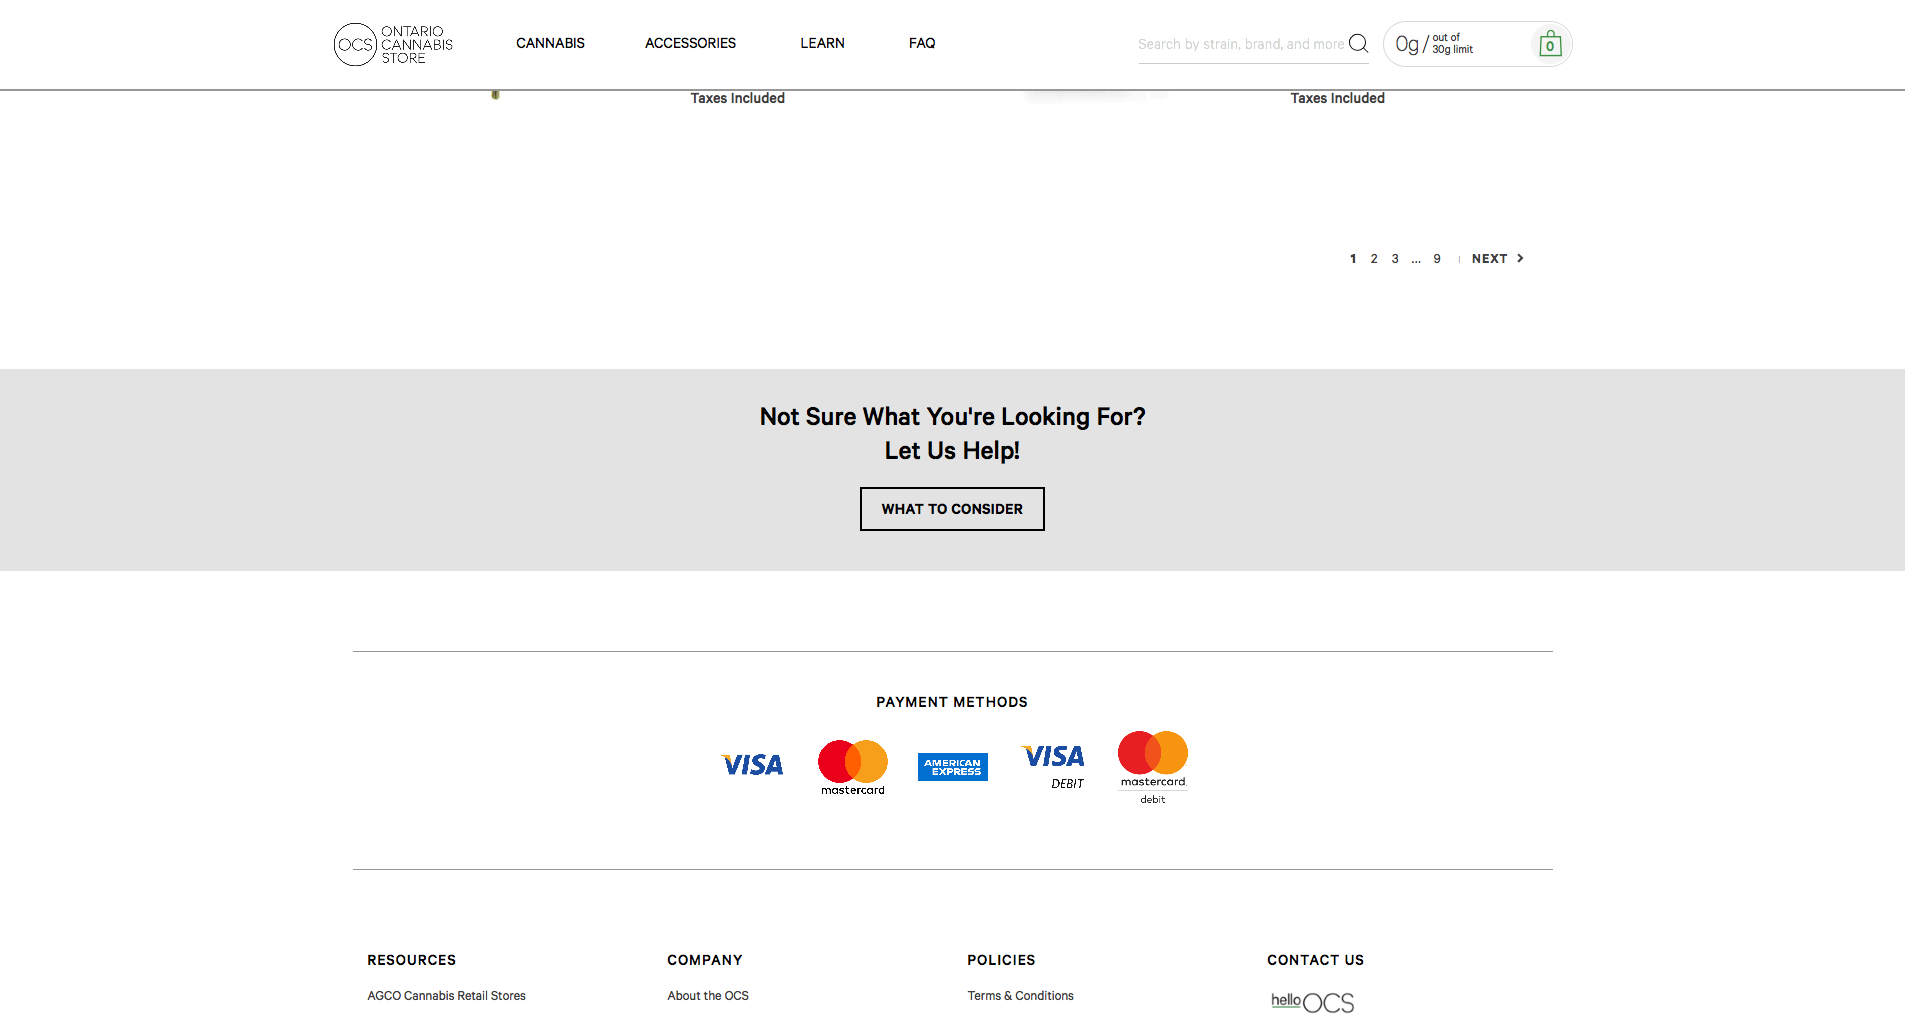 OCS ONTARIO CANNABIS STORE
CANNABIS
ACCESSORIES
LEARN
FAQ
Search by strain, brand, and more
0g / out of 30g limit
0
Taxes Included
Taxes Included
1 2 3 ... 9 | NEXT >
Not Sure What You're Looking For?
Let Us Help!
WHAT TO CONSIDER
PAYMENT METHODS
VISA
mastercard
AMERICAN EXPRESS
VISA
DEBIT
mastercard.
debit
RESOURCES
AGCO Cannabis Retail Stores
COMPANY
About the OCS
POLICIES
Terms & Conditions
CONTACT US
hello OCS